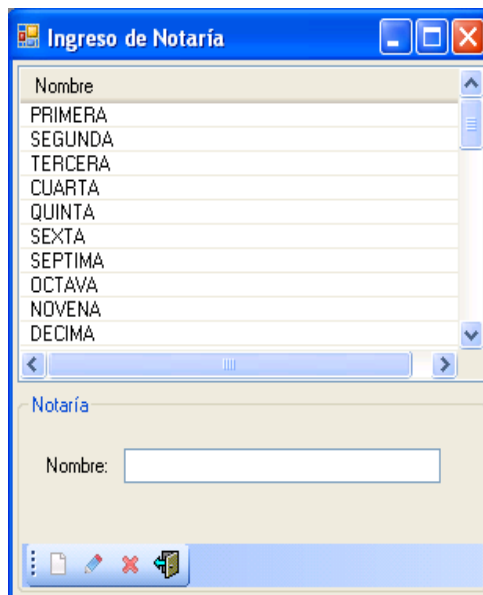 Ingreso de Notaría
Nombre
PRIMERA
SEGUNDA
TERCERA
CUARTA
QUINTA
SEXTA
SEPTIMA
OCTAVA
NOVENA
DECIMA
Notaría
Nombre: